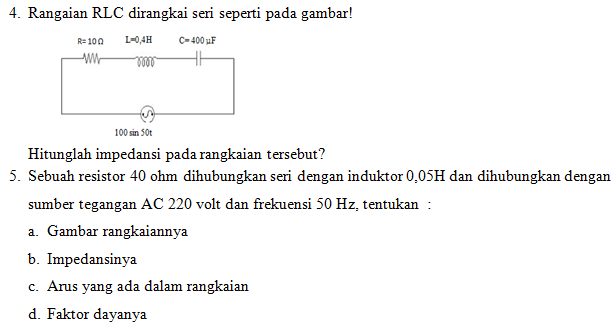 4. Rangaian RLC dirangkai seri seperti pada gambar!
R=10Ω L=0,4H C=400 µF
100 sin 50t
Hitunglah impedansi pada rangkaian tersebut?
5. Sebuah resistor 40 ohm dihubungkan seri dengan induktor 0,05H dan dihubungkan dengan
sumber tegangan AC 220 volt dan frekuensi 50 Hz, tentukan :
a. Gambar rangkaiannya
b. Impedansinya
c. Arus yang ada dalam rangkaian
d. Faktor dayanya